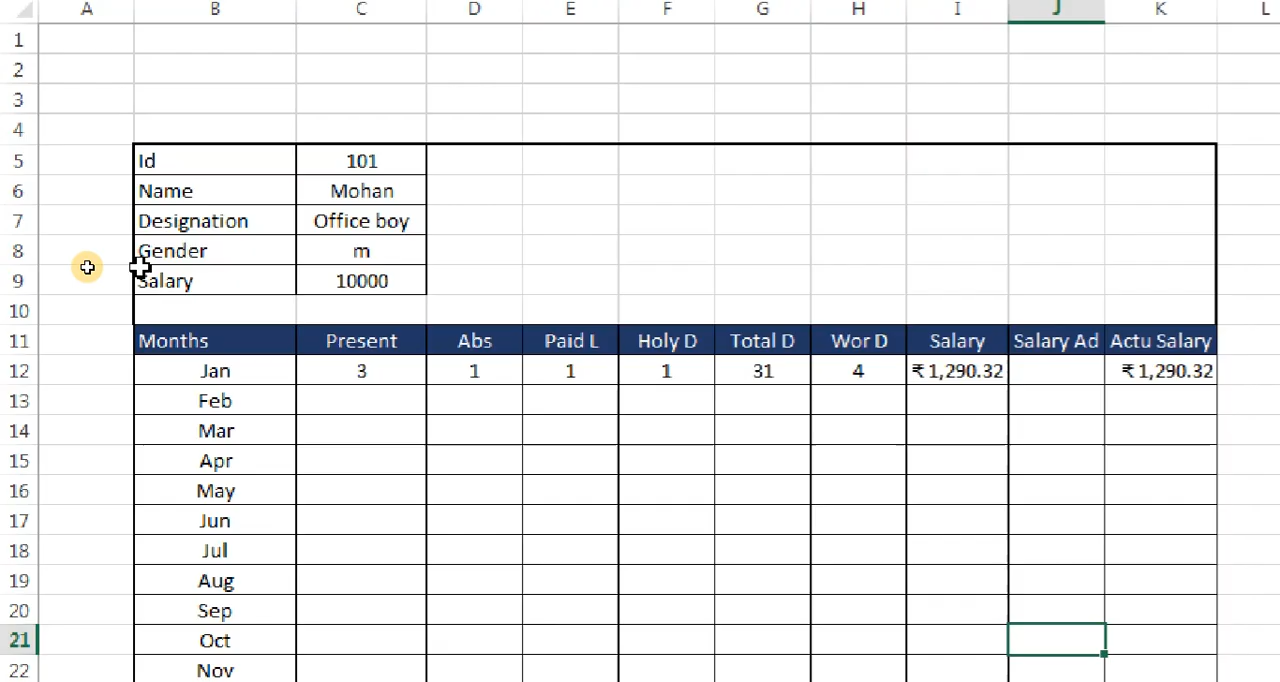 A B C D E F G H I J K L
1
2
3
4
5 Id 101
6 Name Mohan
7 Designation Office boy
8 Gender m
9 Salary 10000
10
11 Months Present Abs Paid L Holy D Total D Wor D Salary Salary Ad Actu Salary
12 Jan 3 1 1 1 31 4 ₹ 1,290.32 ₹ 1,290.32
13 Feb
14 Mar
15 Apr
16 May
17 Jun
18 Jul
19 Aug
20 Sep
21 Oct
22 Nov